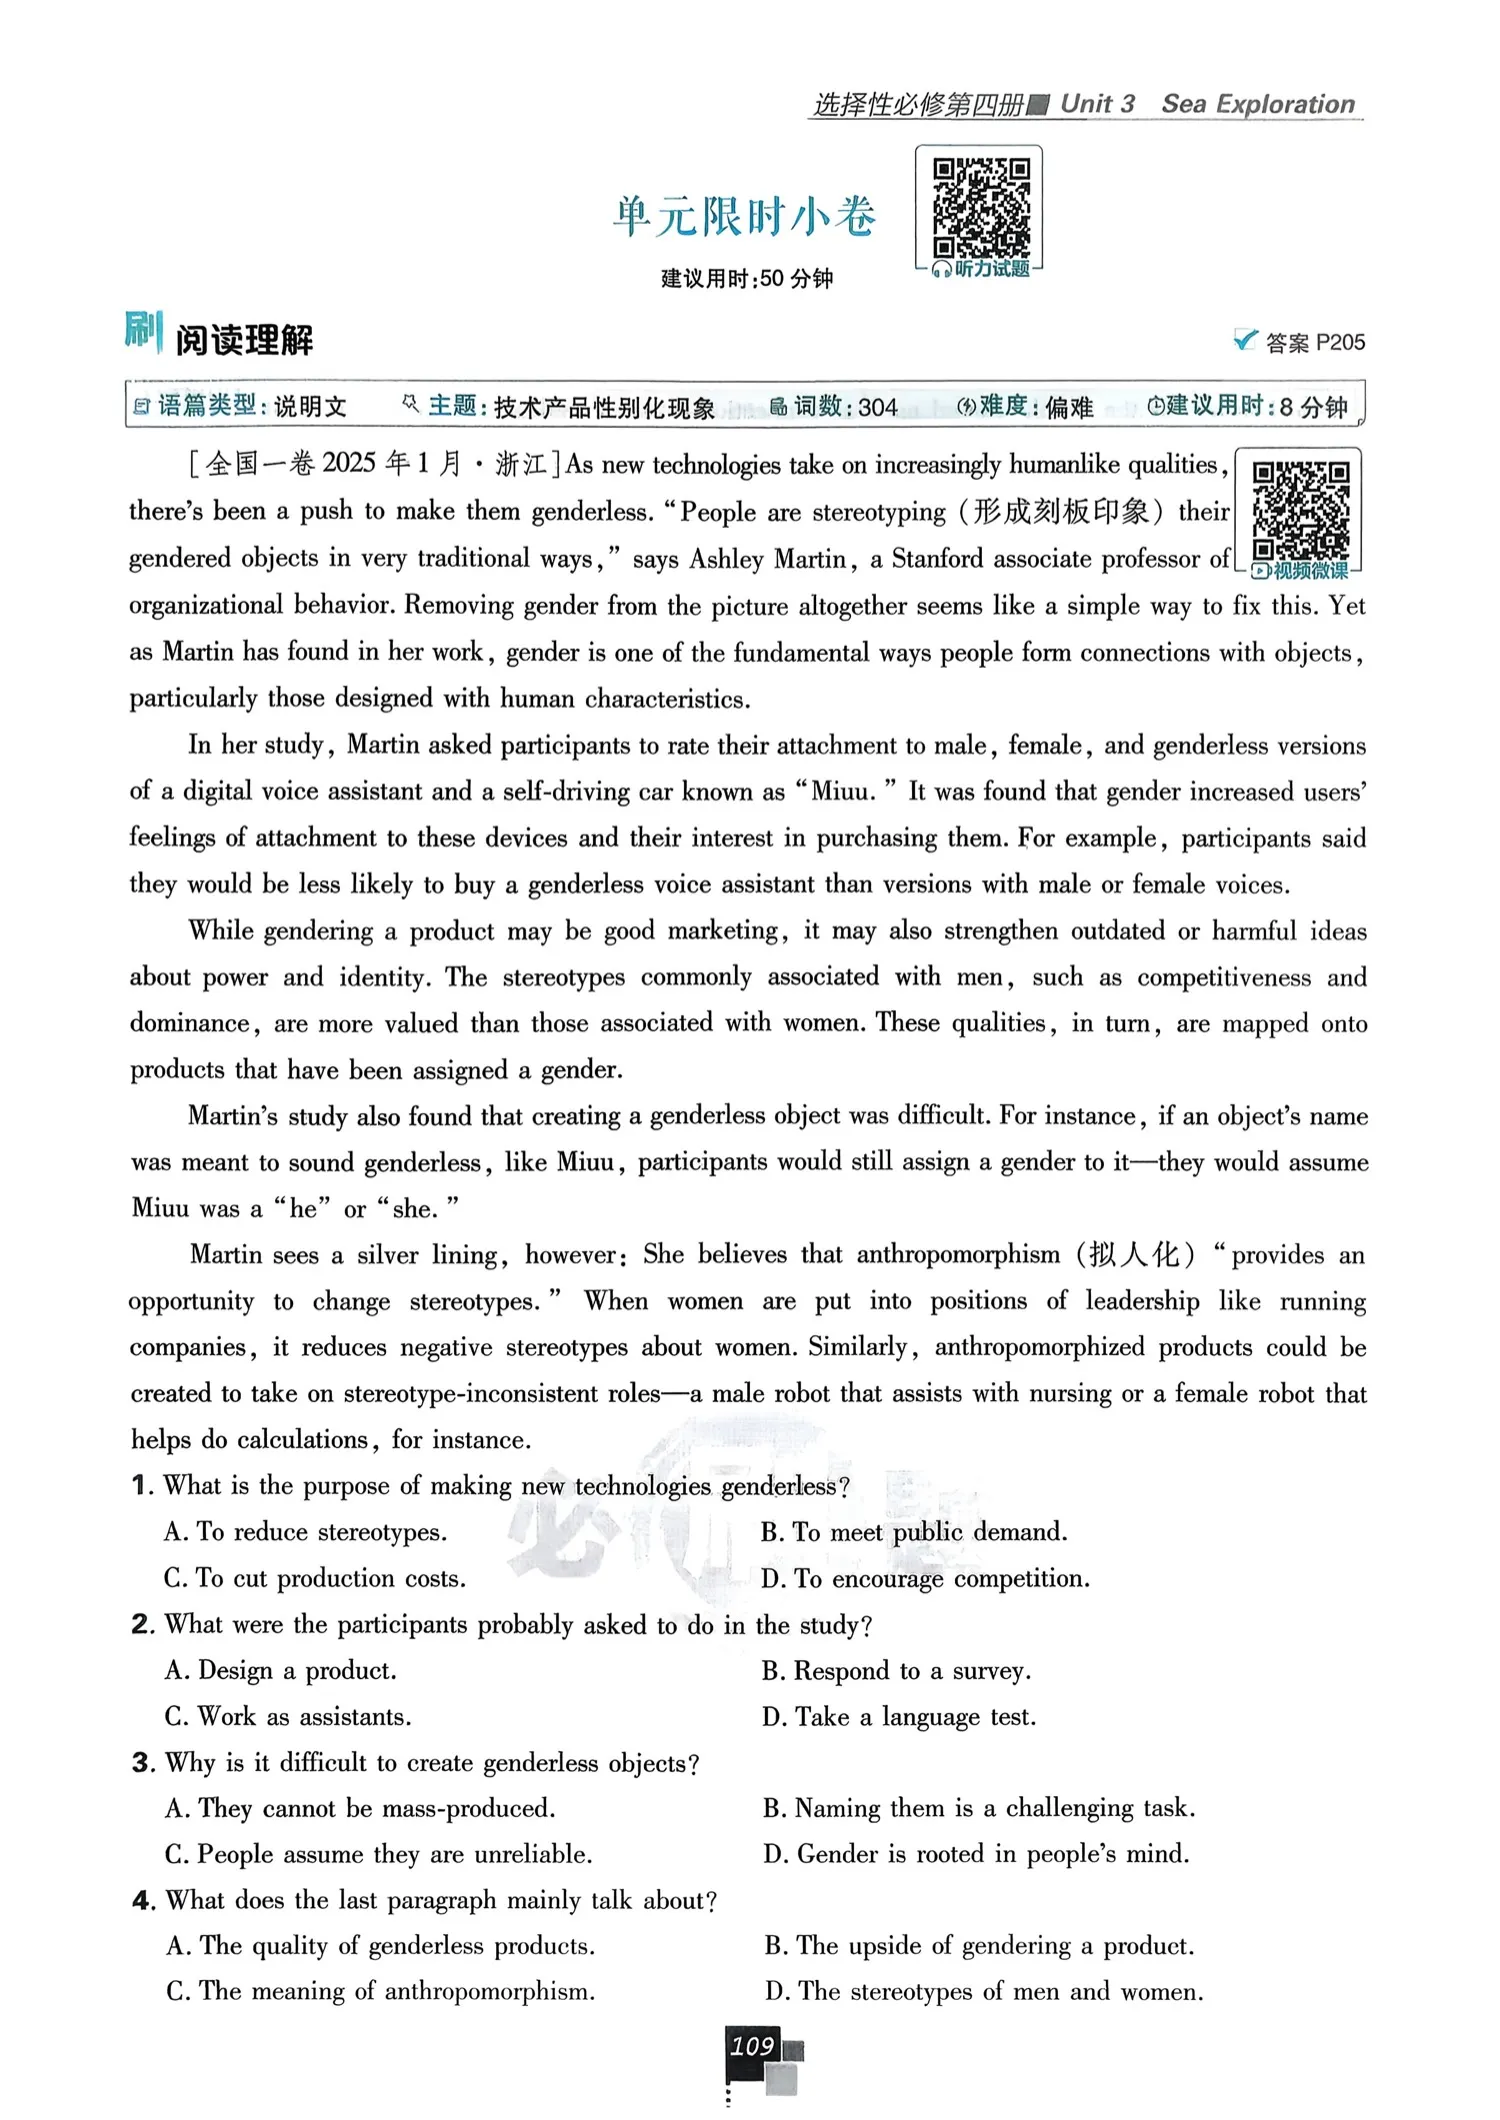 选择性必修第四册 Unit 3 Sea Exploration
单元限时小卷
听力试题
建议用时:50分钟
刷 阅读理解
答案 P205
语篇类型:说明文 主题:技术产品性别化现象 词数:304 难度:偏难 建议用时:8分钟
[全国一卷2025年1月·浙江]As new technologies take on increasingly humanlike qualities,
there's been a push to make them genderless. “People are stereotyping (形成刻板印象) their
gendered objects in very traditional ways,” says Ashley Martin, a Stanford associate professor of
视频微课
organizational behavior. Removing gender from the picture altogether seems like a simple way to fix this. Yet
as Martin has found in her work, gender is one of the fundamental ways people form connections with objects,
particularly those designed with human characteristics.
In her study, Martin asked participants to rate their attachment to male, female, and genderless versions
of a digital voice assistant and a self-driving car known as “Miuu.” It was found that gender increased users'
feelings of attachment to these devices and their interest in purchasing them. For example, participants said
they would be less likely to buy a genderless voice assistant than versions with male or female voices.
While gendering a product may be good marketing, it may also strengthen outdated or harmful ideas
about power and identity. The stereotypes commonly associated with men, such as competitiveness and
dominance, are more valued than those associated with women. These qualities, in turn, are mapped onto
products that have been assigned a gender.
Martin's study also found that creating a genderless object was difficult. For instance, if an object's name
was meant to sound genderless, like Miuu, participants would still assign a gender to it—they would assume
Miuu was a “he” or “she.”
Martin sees a silver lining, however: She believes that anthropomorphism (拟人化) “provides an
opportunity to change stereotypes.” When women are put into positions of leadership like running
companies, it reduces negative stereotypes about women. Similarly, anthropomorphized products could be
created to take on stereotype-inconsistent roles—a male robot that assists with nursing or a female robot that
helps do calculations, for instance.
1. What is the purpose of making new technologies genderless?
A. To reduce stereotypes. B. To meet public demand.
C. To cut production costs. D. To encourage competition.
2. What were the participants probably asked to do in the study?
A. Design a product. B. Respond to a survey.
C. Work as assistants. D. Take a language test.
3. Why is it difficult to create genderless objects?
A. They cannot be mass-produced. B. Naming them is a challenging task.
C. People assume they are unreliable. D. Gender is rooted in people's mind.
4. What does the last paragraph mainly talk about?
A. The quality of genderless products. B. The upside of gendering a product.
C. The meaning of anthropomorphism. D. The stereotypes of men and women.
必刷题
109